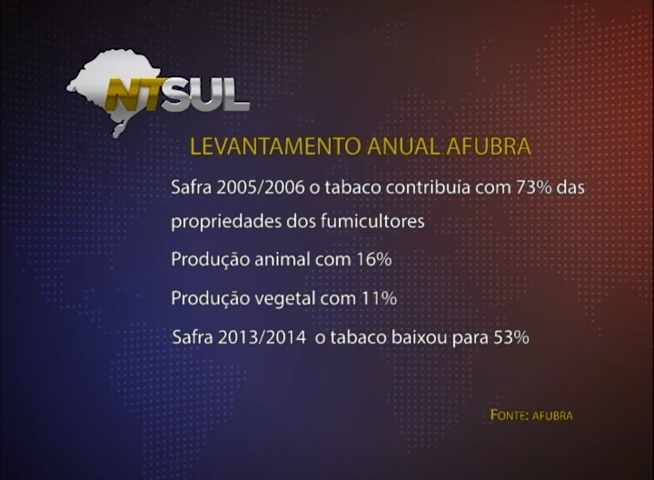 NTSUL
LEVANTAMENTO ANUAL AFUBRA
Safra 2005/2006 o tabaco contribuía com 73% das
propriedades dos fumicultores
Produção animal com 16%
Produção vegetal com 11%
Safra 2013/2014 o tabaco baixou para 53%
FONTE: AFUBRA